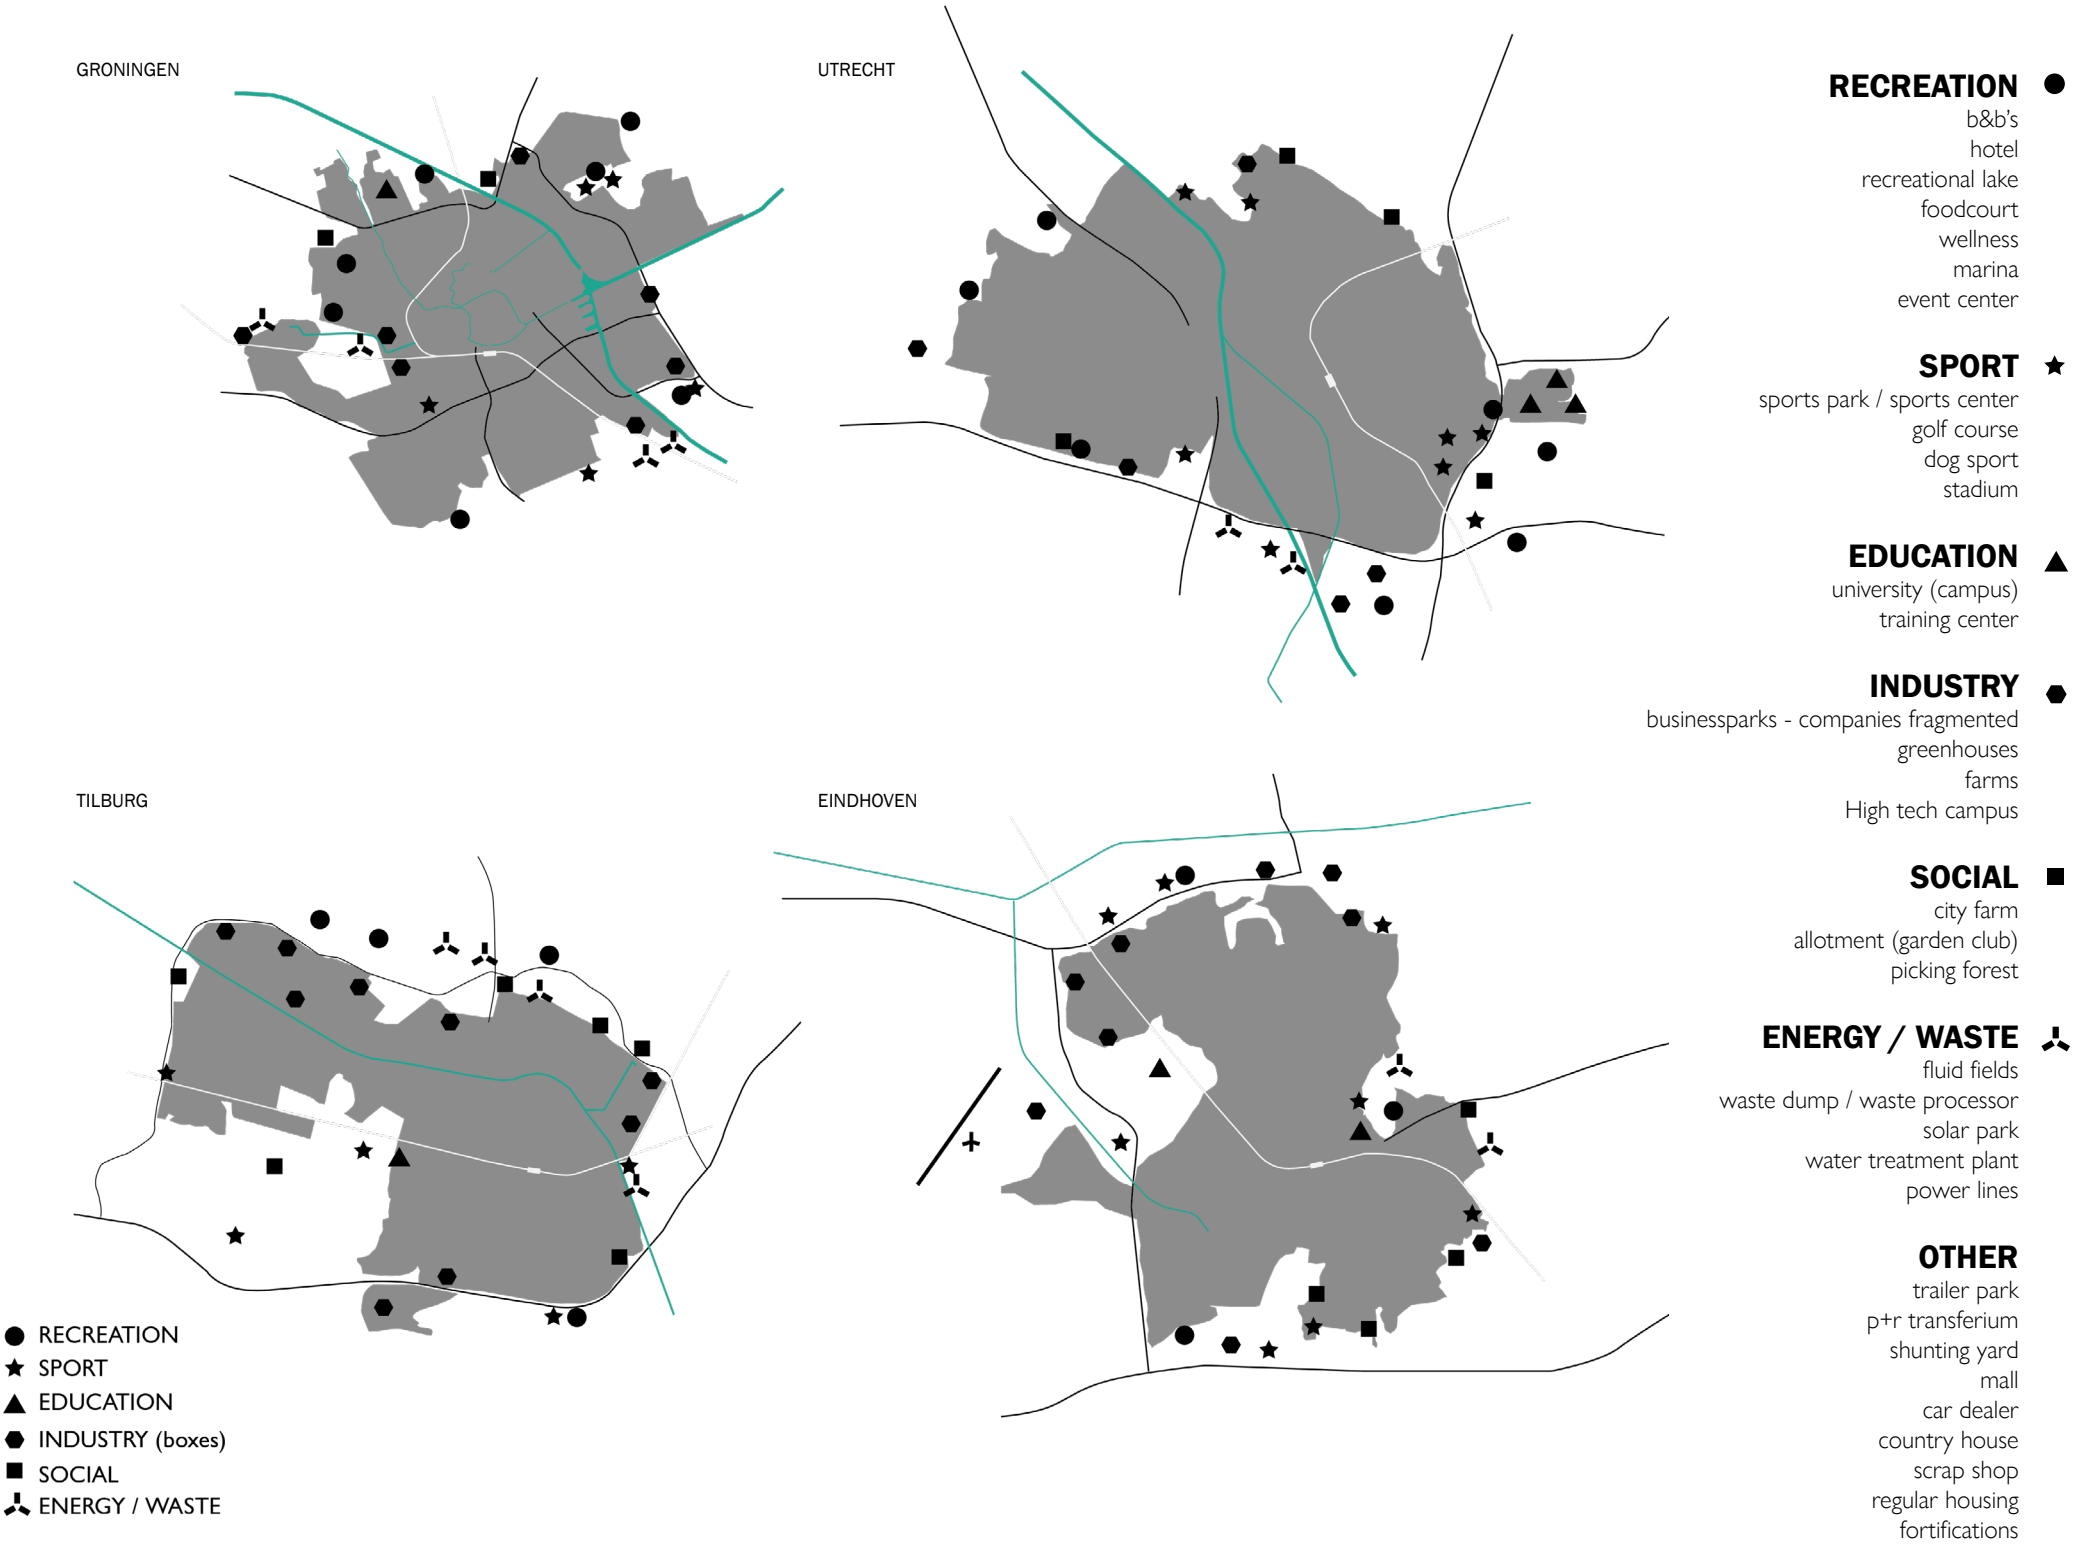 GRONINGEN
UTRECHT
TILBURG
EINDHOVEN
RECREATION
SPORT
EDUCATION
INDUSTRY (boxes)
SOCIAL
ENERGY / WASTE
RECREATION
b&b's
hotel
recreational lake
foodcourt
wellness
marina
event center
SPORT
sports park / sports center
golf course
dog sport
stadium
EDUCATION
university (campus)
training center
INDUSTRY
businessparks - companies fragmented
greenhouses
farms
High tech campus
SOCIAL
city farm
allotment (garden club)
picking forest
ENERGY / WASTE
fluid fields
waste dump / waste processor
solar park
water treatment plant
power lines
OTHER
trailer park
p+r transferium
shunting yard
mall
car dealer
country house
scrap shop
regular housing
fortifications